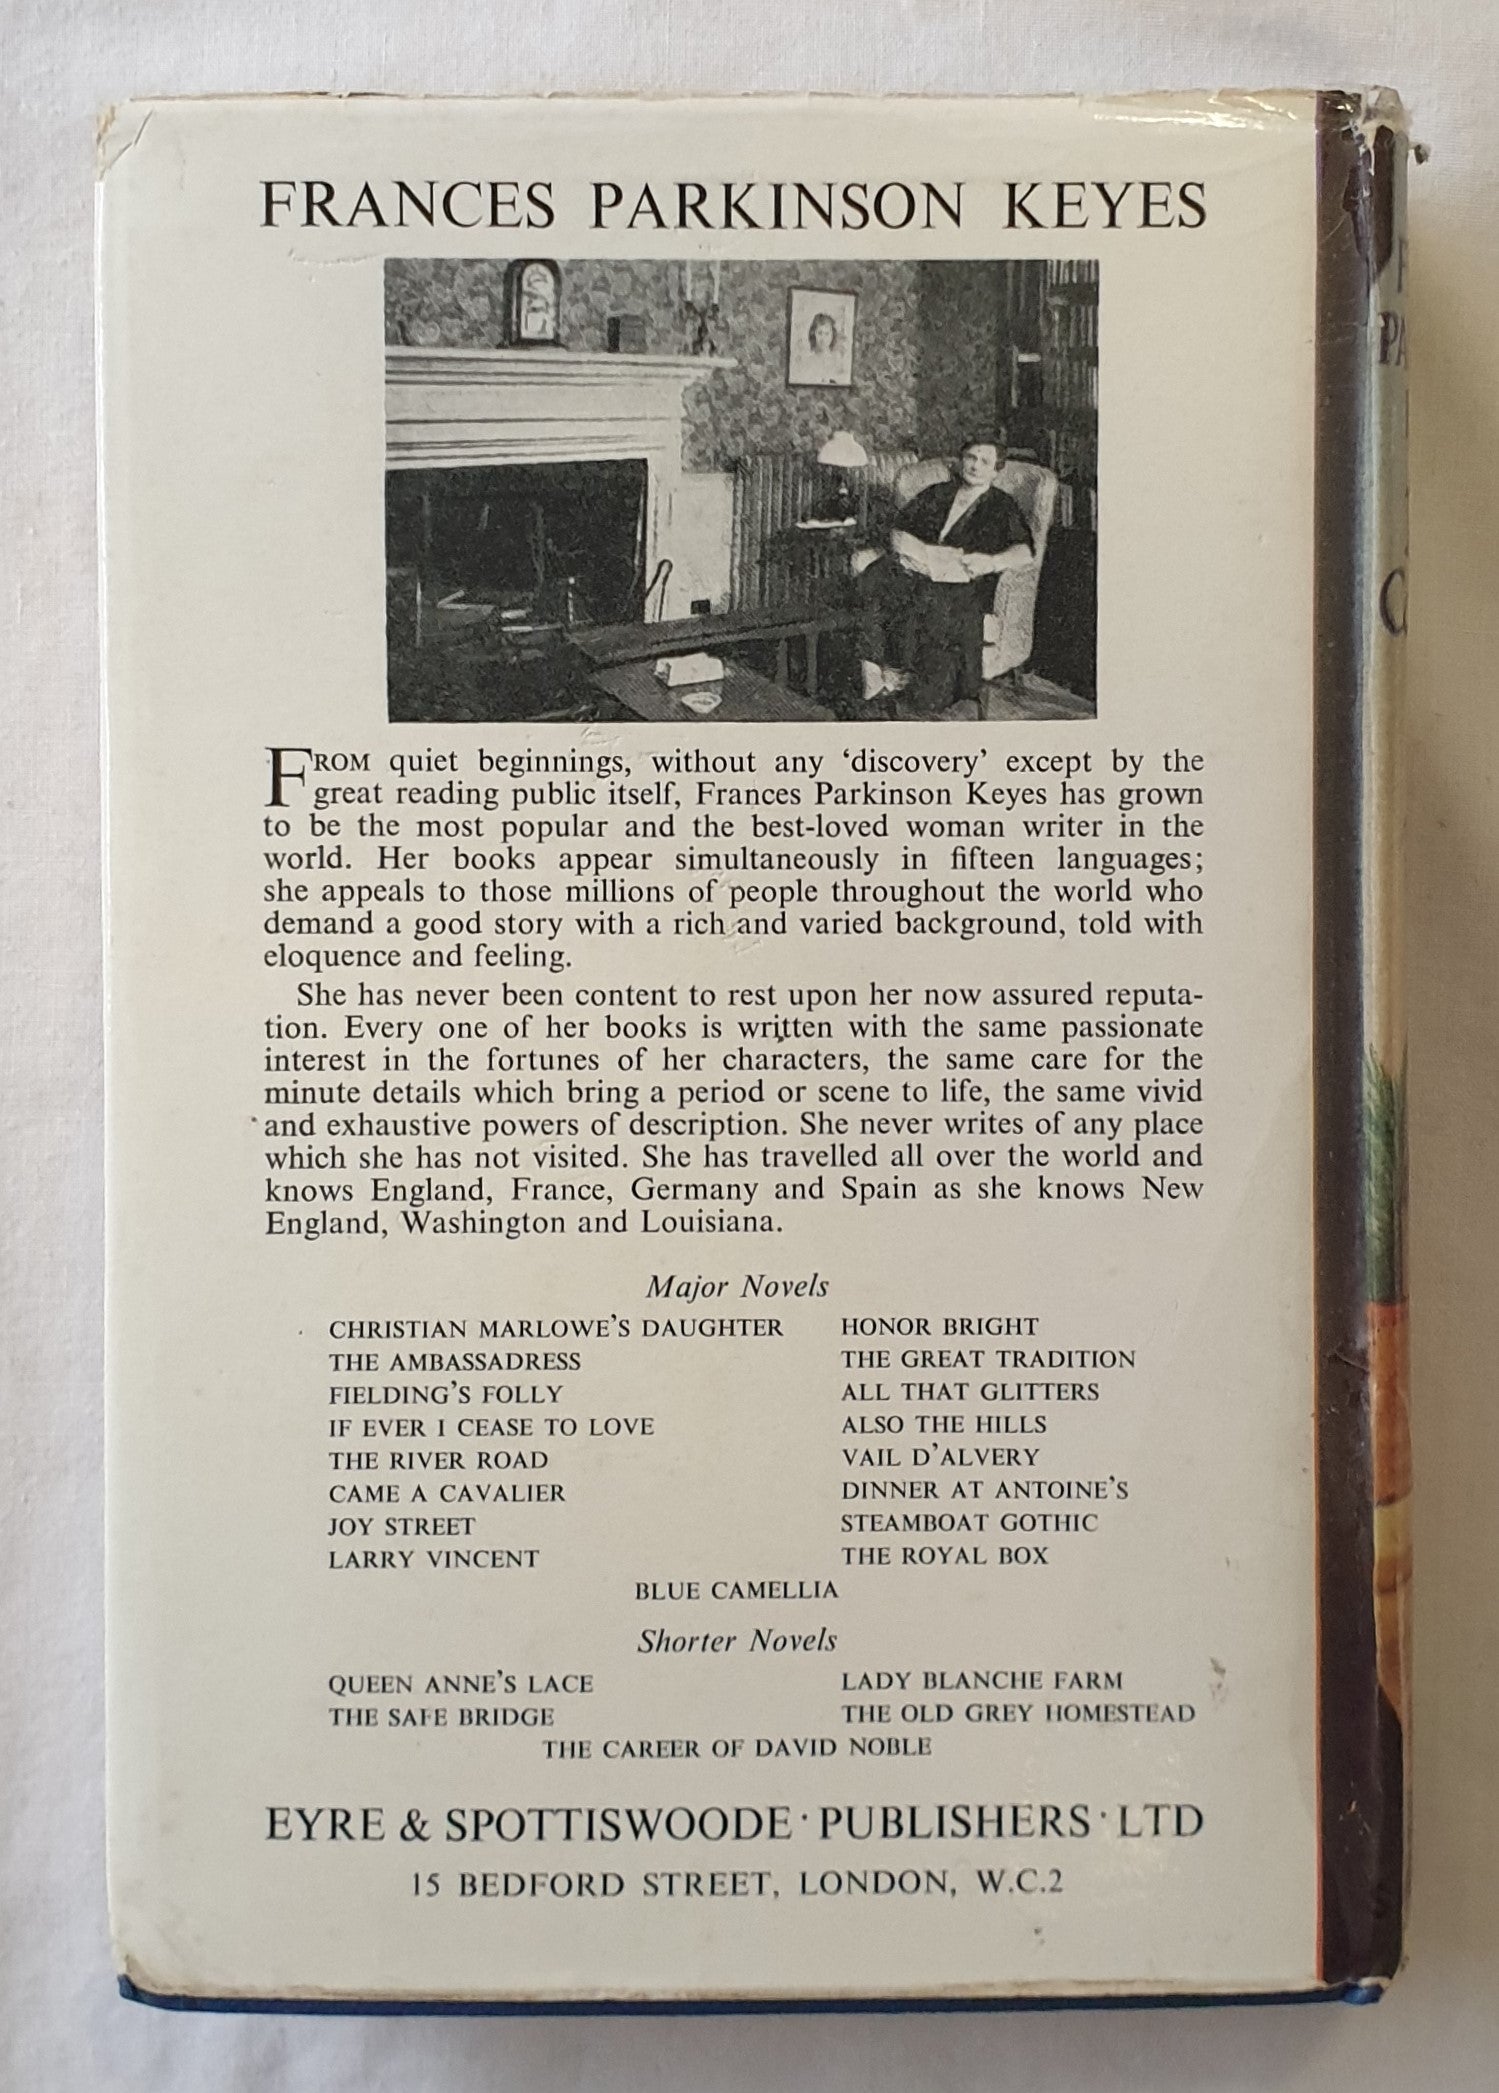 FRANCES PARKINSON KEYES
FROM quiet beginnings, without any ‘discovery’ except by the
great reading public itself, Frances Parkinson Keyes has grown
to be the most popular and the best-loved woman writer in the
world. Her books appear simultaneously in fifteen languages;
she appeals to those millions of people throughout the world who
demand a good story with a rich and varied background, told with
eloquence and feeling.
She has never been content to rest upon her now assured reputa-
tion. Every one of her books is written with the same passionate
interest in the fortunes of her characters, the same care for the
minute details which bring a period or scene to life, the same vivid
and exhaustive powers of description. She never writes of any place
which she has not visited. She has travelled all over the world and
knows England, France, Germany and Spain as she knows New
England, Washington and Louisiana.
Major Novels
CHRISTIAN MARLOWE'S DAUGHTER
THE AMBASSADRESS
FIELDING'S FOLLY
IF EVER I CEASE TO LOVE
THE RIVER ROAD
CAME A CAVALIER
JOY STREET
LARRY VINCENT
HONOR BRIGHT
THE GREAT TRADITION
ALL THAT GLITTERS
ALSO THE HILLS
VAIL D'ALVERY
DINNER AT ANTOINE'S
STEAMBOAT GOTHIC
THE ROYAL BOX
BLUE CAMELLIA
Shorter Novels
QUEEN ANNE'S LACE
THE SAFE BRIDGE
LADY BLANCHE FARM
THE OLD GREY HOMESTEAD
THE CAREER OF DAVID NOBLE
EYRE & SPOTTISWOODE · PUBLISHERS · LTD
15 BEDFORD STREET, LONDON, W.C.2
PA